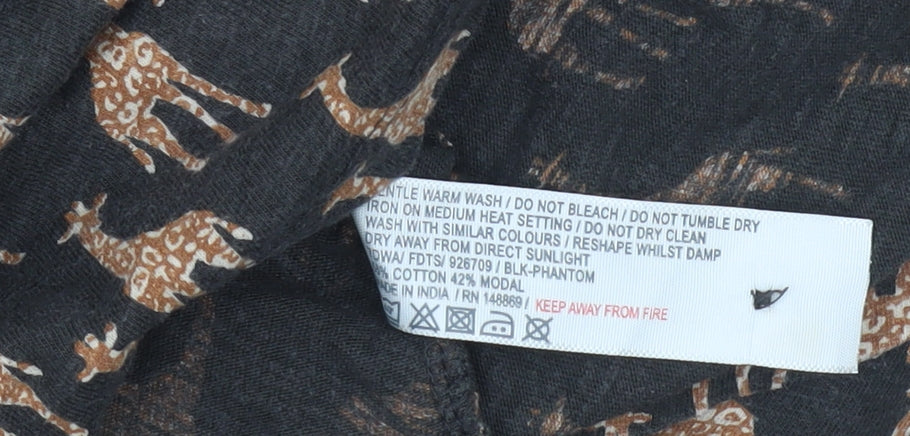 ENTLE WARM WASH / DO NOT BLEACH / DO NOT TUMBLE DRY
IRON ON MEDIUM HEAT SETTING / DO NOT DRY CLEAN
WASH WITH SIMILAR COLOURS / RESHAPE WHILST DAMP
DRY AWAY FROM DIRECT SUNLIGHT
DWA/ FDTS/ 926709 / BLK-PHANTOM
% COTTON 42% MODAL
ADE IN INDIA / RN 148869 / KEEP AWAY FROM FIRE